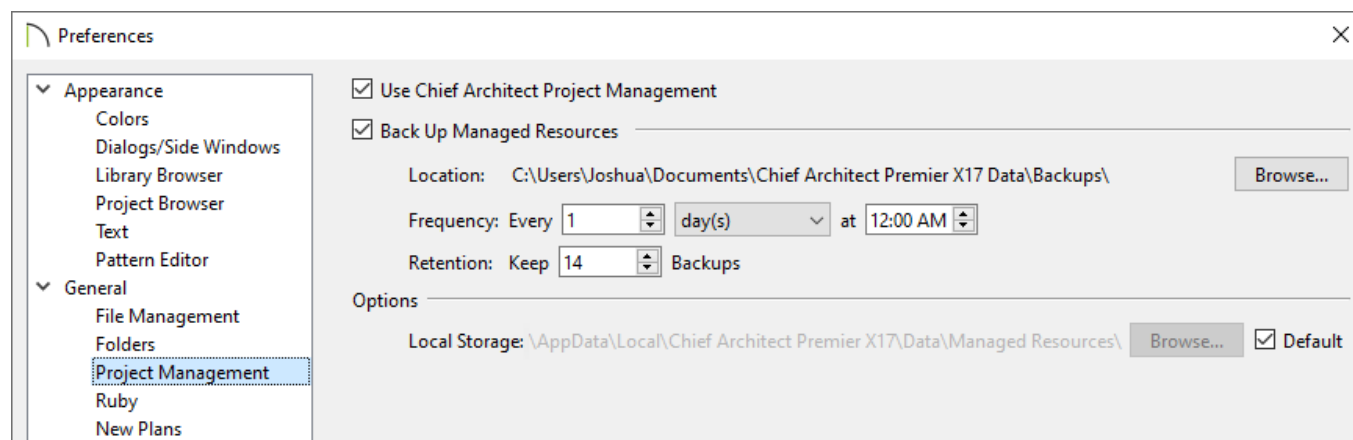 Preferences
Appearance
Colors
Dialogs/Side Windows
Library Browser
Project Browser
Text
Pattern Editor
General
File Management
Folders
Project Management
Ruby
New Plans
Use Chief Architect Project Management
Back Up Managed Resources
Location: C:\Users\Joshua\Documents\Chief Architect Premier X17 Data\Backups\ Browse...
Frequency: Every 1 day(s) at 12:00 AM
Retention: Keep 14 Backups
Options
Local Storage: \AppData\Local\Chief Architect Premier X17\Data\Managed Resources\ Browse... Default